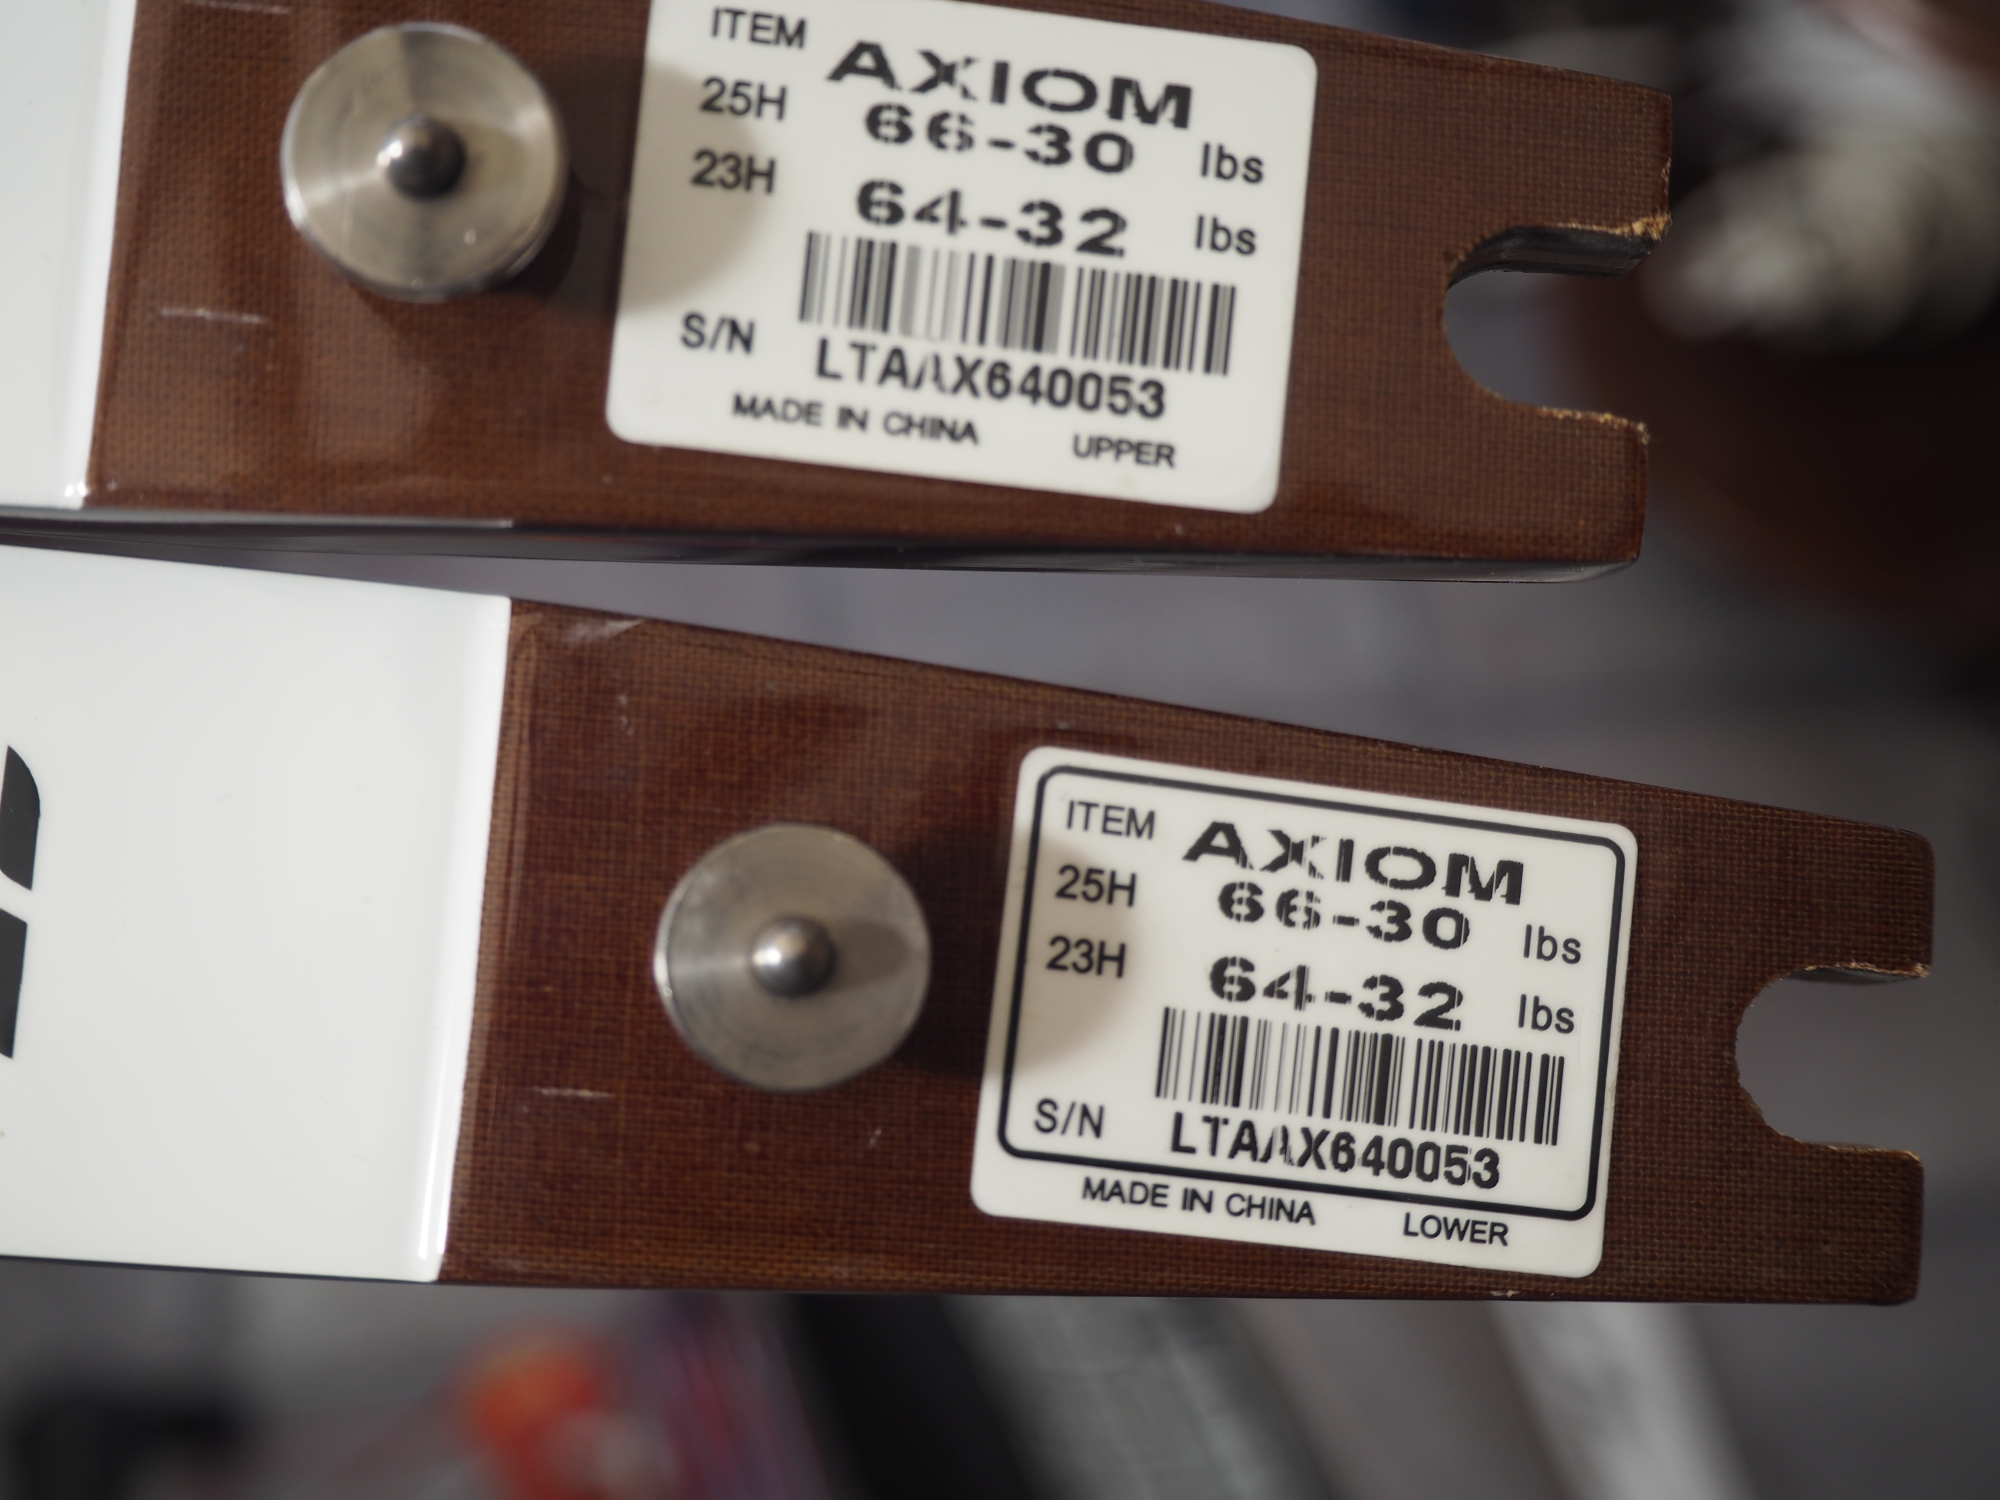 ITEM AXIOM
25H 66-30 lbs
23H 64-32 lbs
S/N LTAAX640053
MADE IN CHINA UPPER
ITEM AXIOM
25H 66-30 lbs
23H 64-32 lbs
S/N LTAAX640053
MADE IN CHINA LOWER